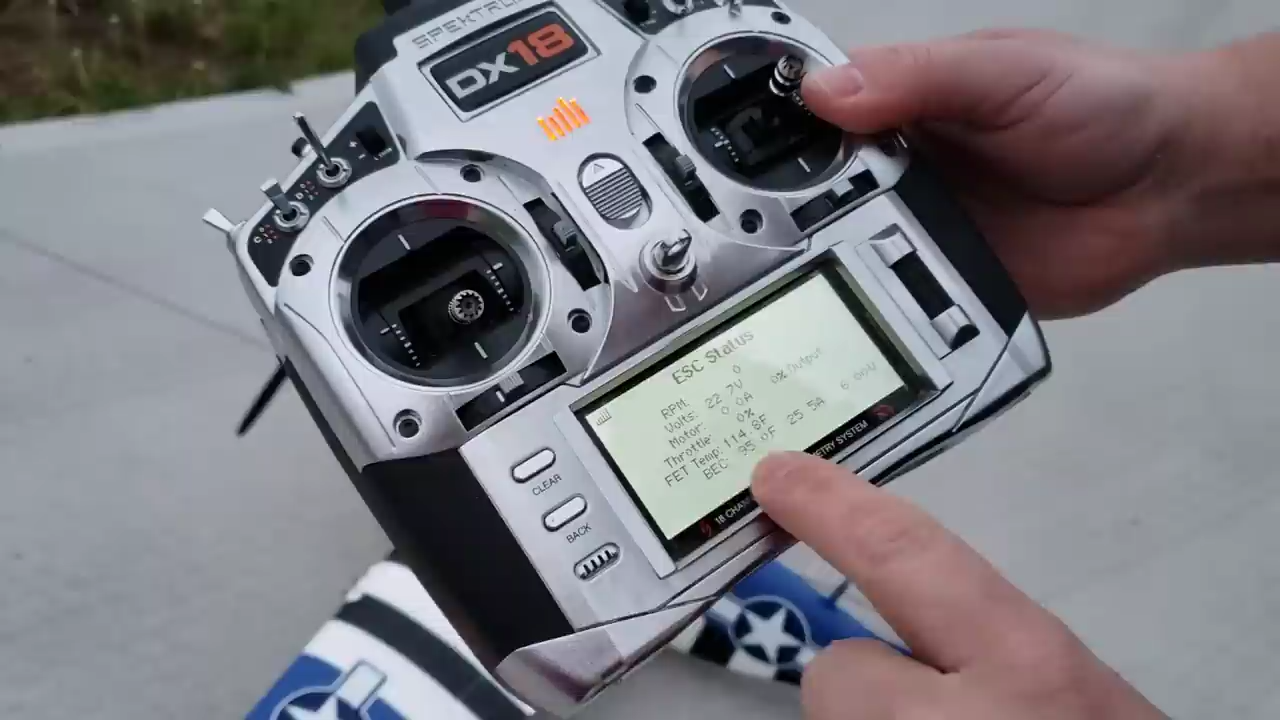 SPEKTRUM
DX18
ESC Status
RPM: 0
Volts: 22.7V 0% Output
Motor: 0.0A
Throttle: 0%
FET Temp: 114.8F
BEC: 95.0F 25.5A 6.00V
CLEAR
BACK
18 CHAN
ETRY SYSTEM